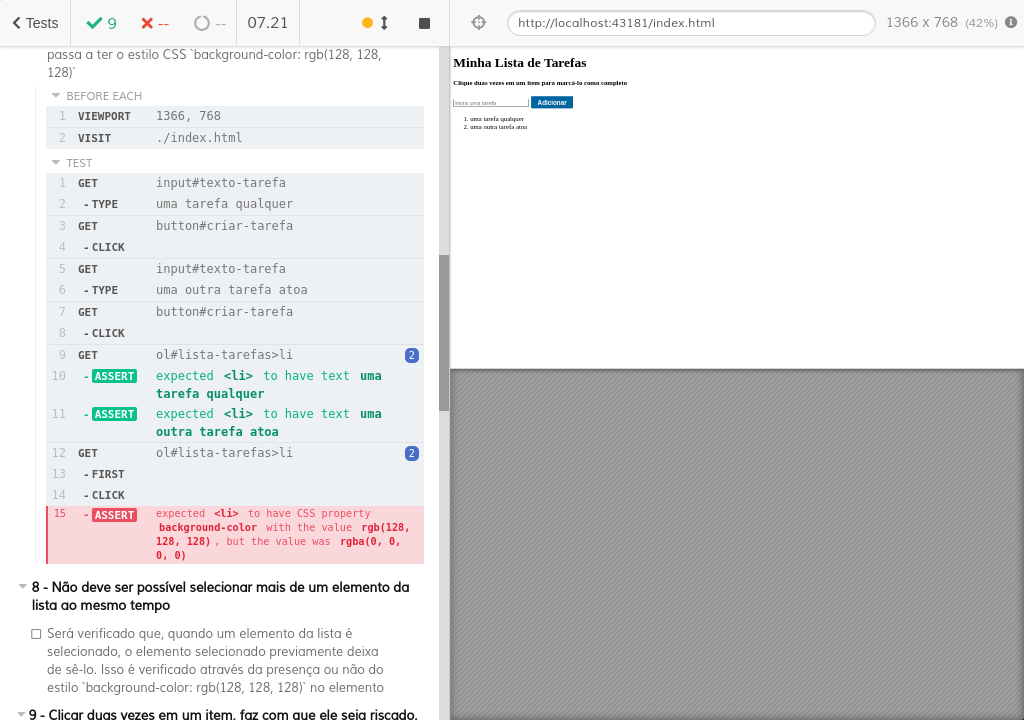 Tests 9 -- -- 07.21 http://localhost:43181/index.html 1366 x 768 (42%)
passa a ter o estilo CSS `background-color: rgb(128, 128,
128)`
BEFORE EACH
1 VIEWPORT 1366, 768
2 VISIT ./index.html
TEST
1 GET input#texto-tarefa
2 - TYPE uma tarefa qualquer
3 GET button#criar-tarefa
4 - CLICK
5 GET input#texto-tarefa
6 - TYPE uma outra tarefa atoa
7 GET button#criar-tarefa
8 - CLICK
9 GET ol#lista-tarefas>li 2
10 - ASSERT expected <li> to have text uma
tarefa qualquer
11 - ASSERT expected <li> to have text uma
outra tarefa atoa
12 GET ol#lista-tarefas>li 2
13 - FIRST
14 - CLICK
15 - ASSERT expected <li> to have CSS property
background-color with the value rgb(128,
128, 128) , but the value was rgba(0, 0,
0, 0)
8 - Não deve ser possível selecionar mais de um elemento da
lista ao mesmo tempo
Será verificado que, quando um elemento da lista é
selecionado, o elemento selecionado previamente deixa
de sê-lo. Isso é verificado através da presença ou não do
estilo `background-color: rgb(128, 128, 128)` no elemento
9 - Clicar duas vezes em um item, faz com que ele seja riscado,
Minha Lista de Tarefas
Clique duas vezes em um item para marcá-lo como completo
Insira uma tarefa Adicionar
1. uma tarefa qualquer
2. uma outra tarefa atoa